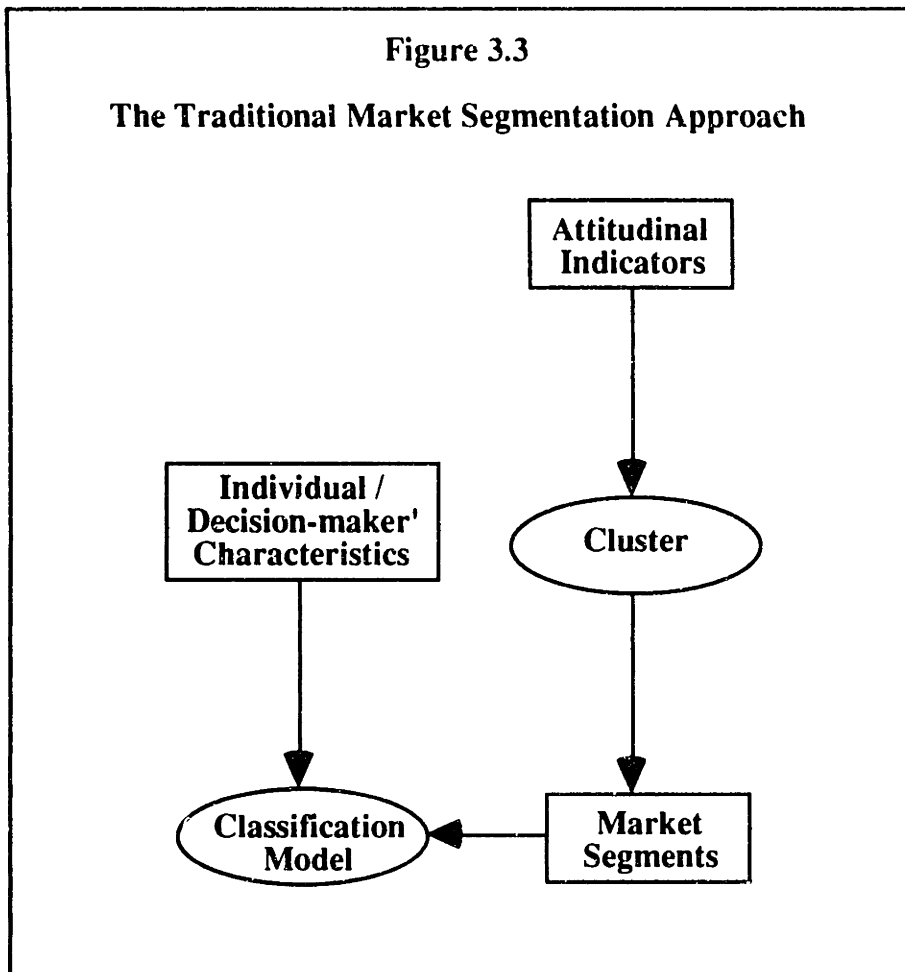 Figure 3.3
The Traditional Market Segmentation Approach
Attitudinal
Indicators
Individual /
Decision-maker'
Characteristics
Cluster
Classification
Model
Market
Segments